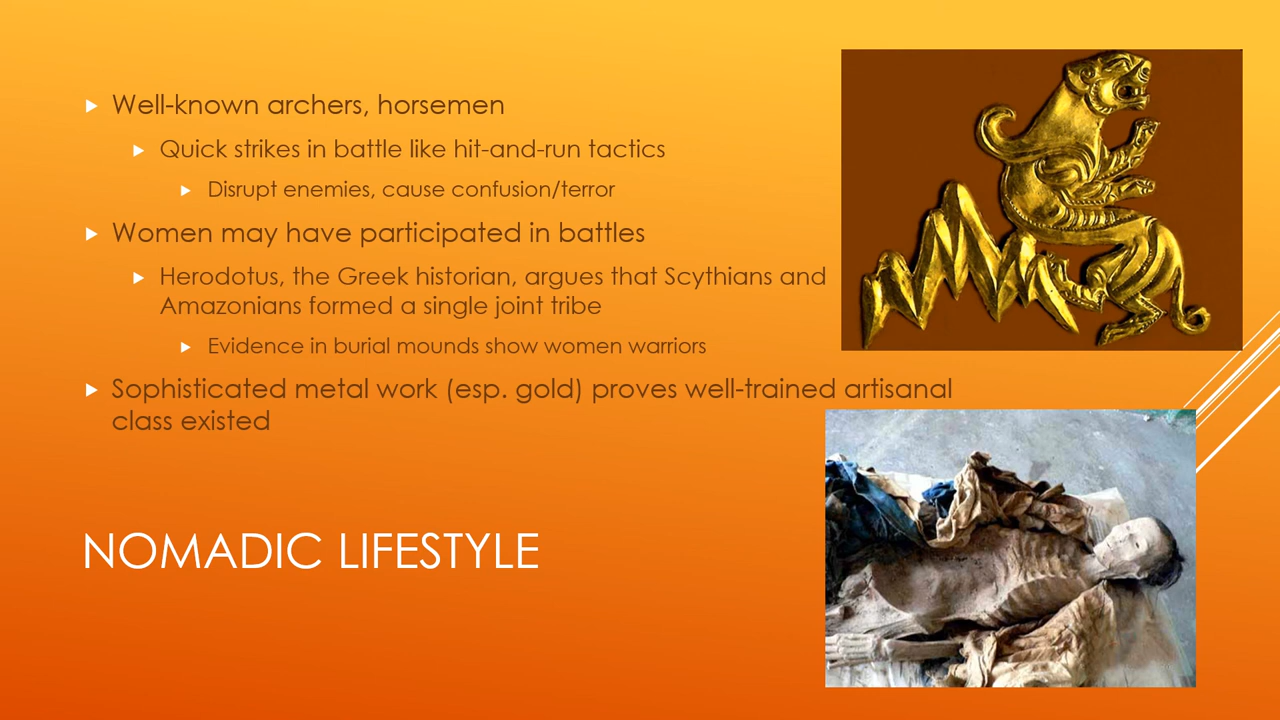 Well-known archers, horsemen
Quick strikes in battle like hit-and-run tactics
Disrupt enemies, cause confusion/terror
Women may have participated in battles
Herodotus, the Greek historian, argues that Scythians and
Amazonians formed a single joint tribe
Evidence in burial mounds show women warriors
Sophisticated metal work (esp. gold) proves well-trained artisanal
class existed
NOMADIC LIFESTYLE